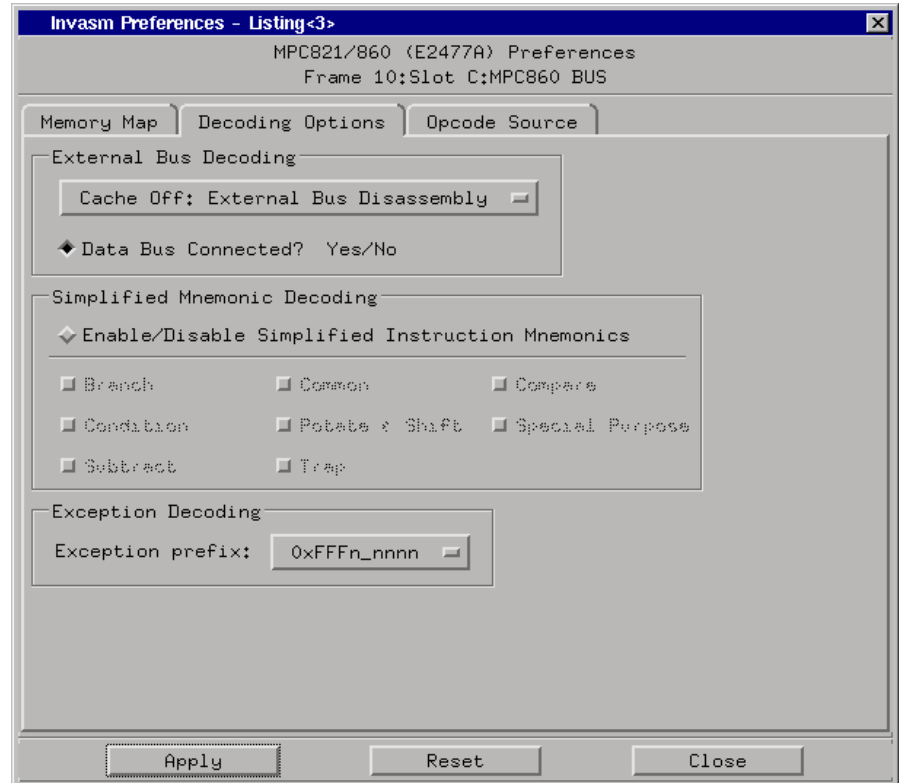 Invasm Preferences - Listing<3>
MPC821/860 (E2477A) Preferences
Frame 10:Slot C:MPC860 BUS
Memory Map Decoding Options Opcode Source
External Bus Decoding
Cache Off: External Bus Disassembly
Data Bus Connected? Yes/No
Simplified Mnemonic Decoding
Enable/Disable Simplified Instruction Mnemonics
Branch Common Compare
Condition Rotate & Shift Special Purpose
Subtract Trap
Exception Decoding
Exception prefix: 0xFFFn_nnnn
Apply Reset Close